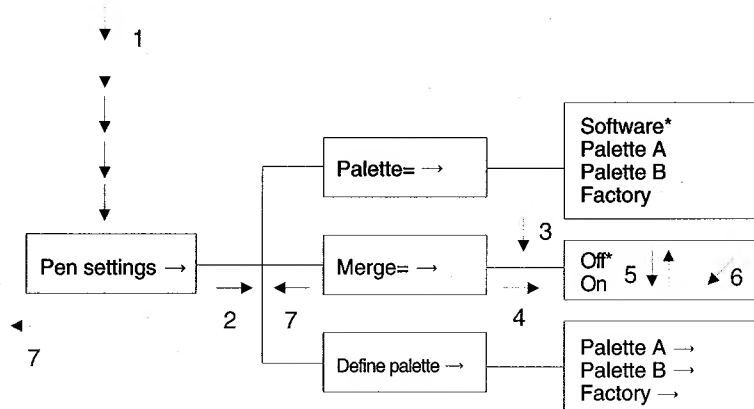 1
Software*
Palette A
Palette B
Factory
Palette= →
3
Pen settings →
Merge= →
Off*
On
5
6
2
7
4
7
Define palette →
Palette A →
Palette B →
Factory →